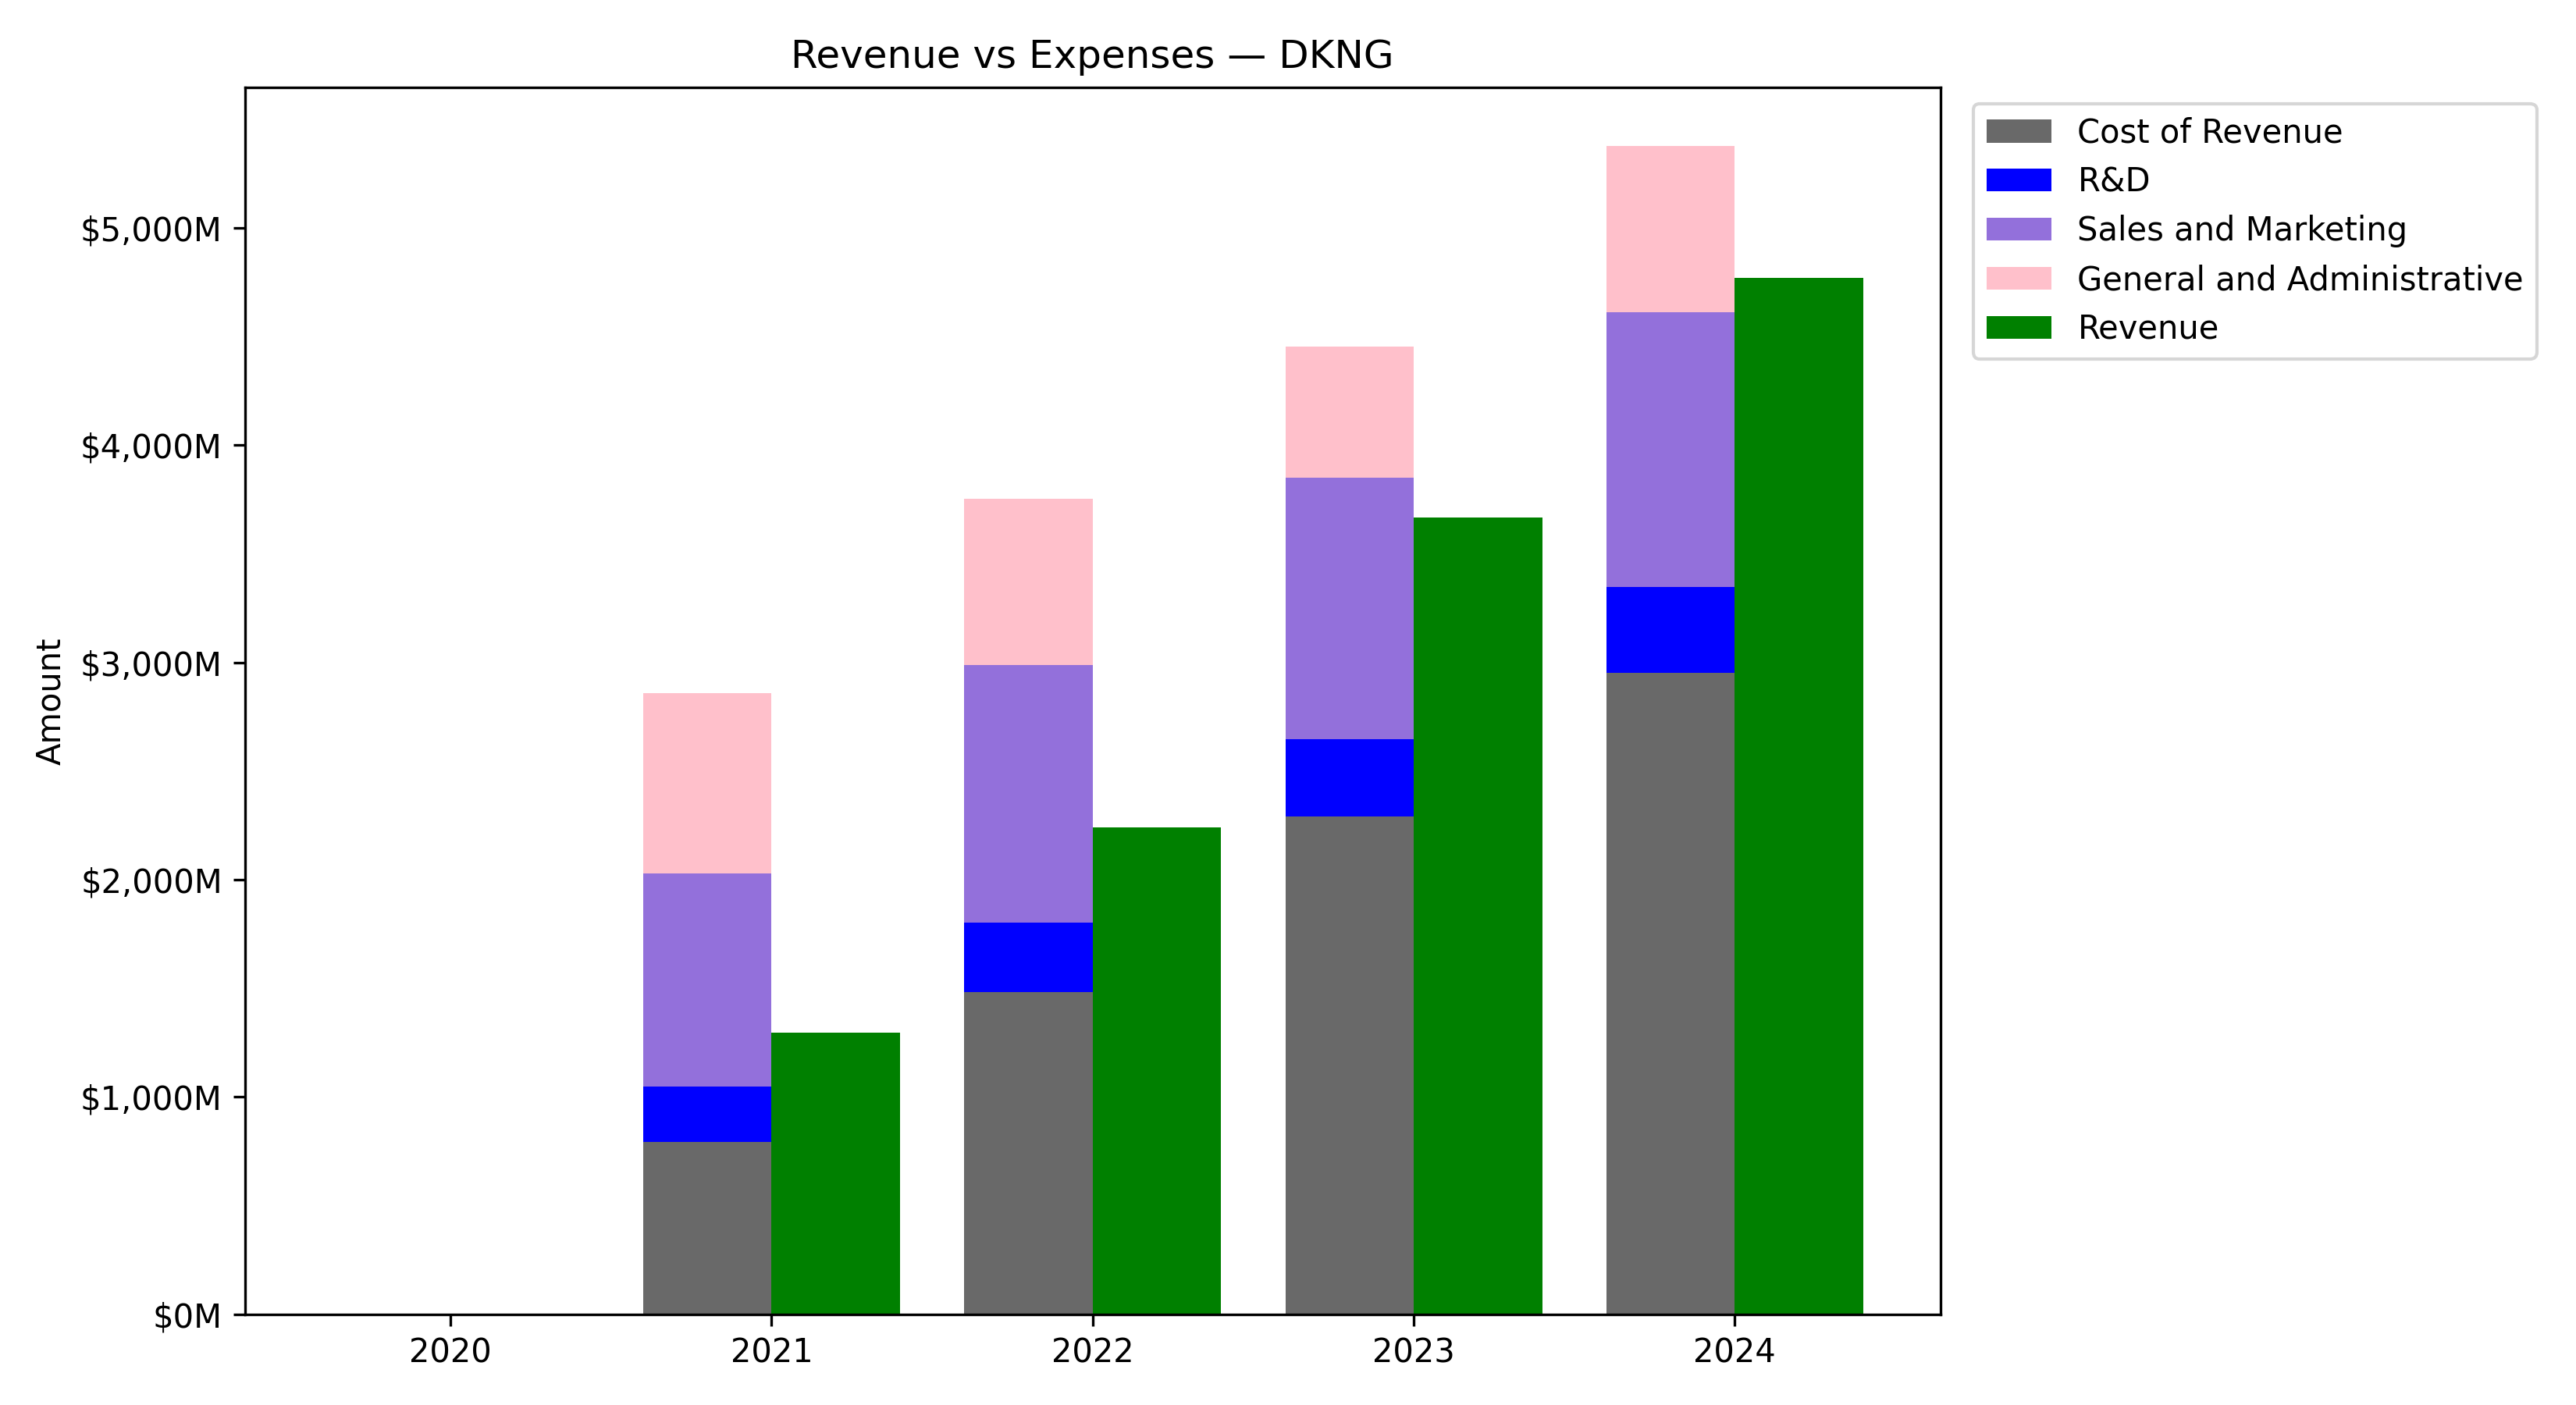 Revenue vs Expenses — DKNG
Cost of Revenue
R&D
Sales and Marketing
General and Administrative
Revenue
Amount
$5,000M
$4,000M
$3,000M
$2,000M
$1,000M
$0M
2020 2021 2022 2023 2024